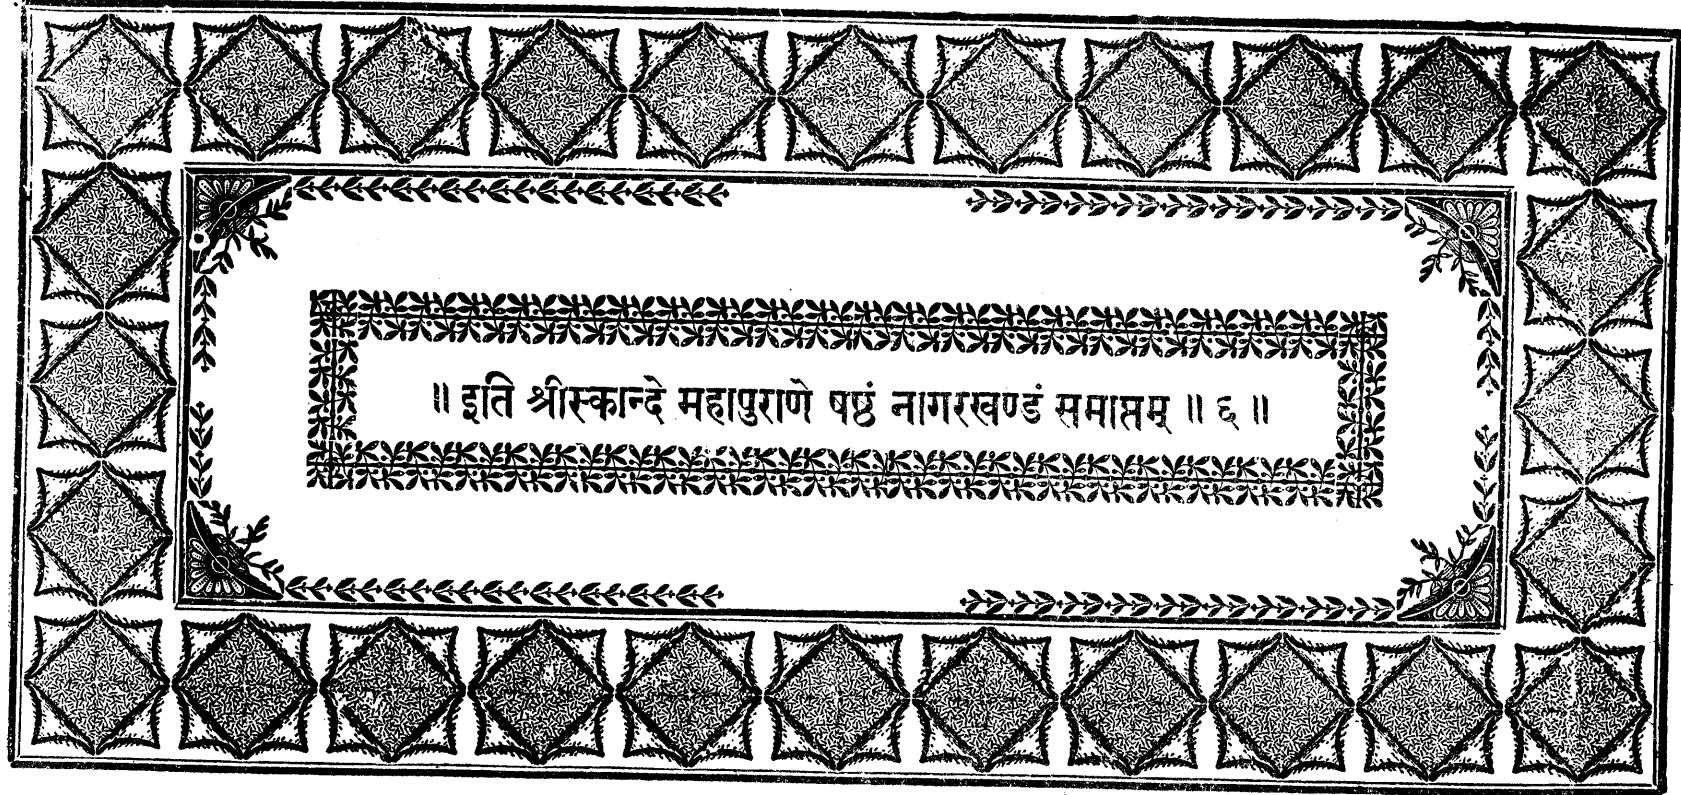 ॥ इति श्रीस्कान्दे महापुराणे षष्ठं नागरखण्डं समाप्तम् ॥ ६ ॥